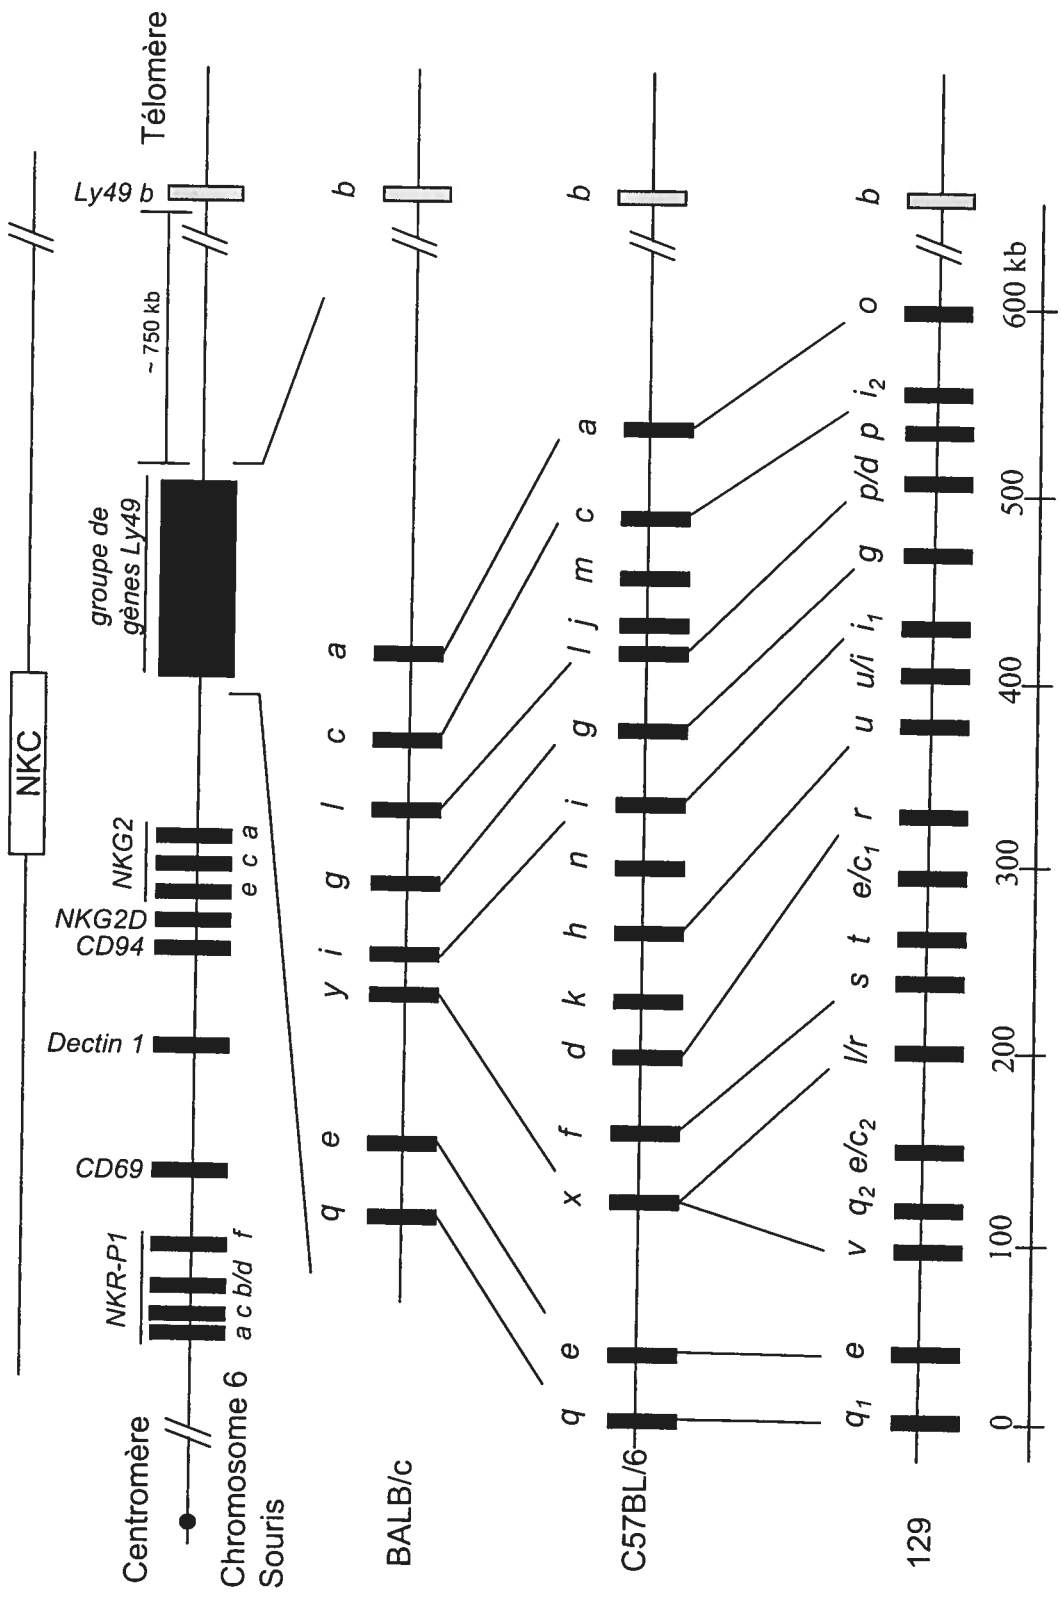 NKC
Centromère
Télomère
Chromosome 6
Souris
NKR-P1
a c b/d f
CD69
Dectin 1
CD94
NKG2D
NKG2
e c a
groupe de
gènes Ly49
~ 750 kb
Ly49 b
BALB/c
q e y i g l c a b
C57BL/6
q e x f d k h n i g l j m c a b
129
q1 e v q2 e/c2 l/r s t e/c1 r u u/i i1 g p/d p i2 o b
0 100 200 300 400 500 600 kb